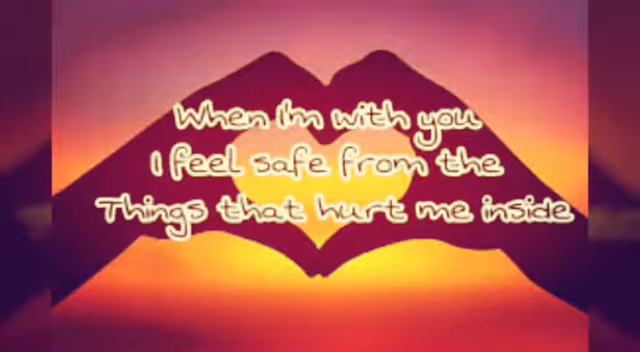 When I'm with you
I feel safe from the
Things that hurt me inside